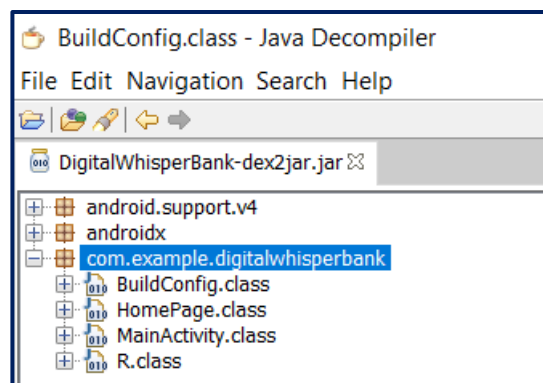 BuildConfig.class - Java Decompiler
File Edit Navigation Search Help
DigitalWhisperBank-dex2jar.jar
android.support.v4
androidx
com.example.digitalwhisperbank
BuildConfig.class
HomePage.class
MainActivity.class
R.class